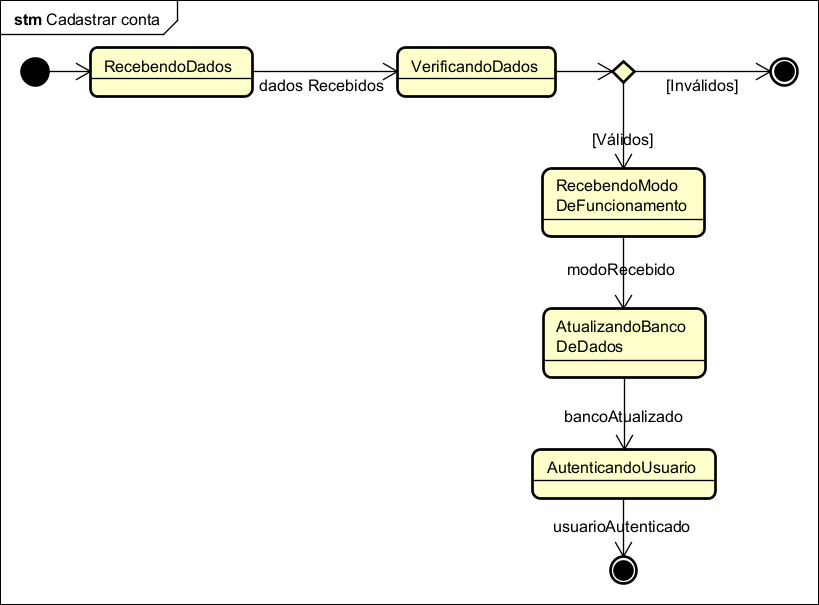 stm Cadastrar conta
RecebendoDados
dados Recebidos
VerificandoDados
[Inválidos]
[Válidos]
RecebendoModo
DeFuncionamento
modoRecebido
AtualizandoBanco
DeDados
bancoAtualizado
AutenticandoUsuario
usuarioAutenticado